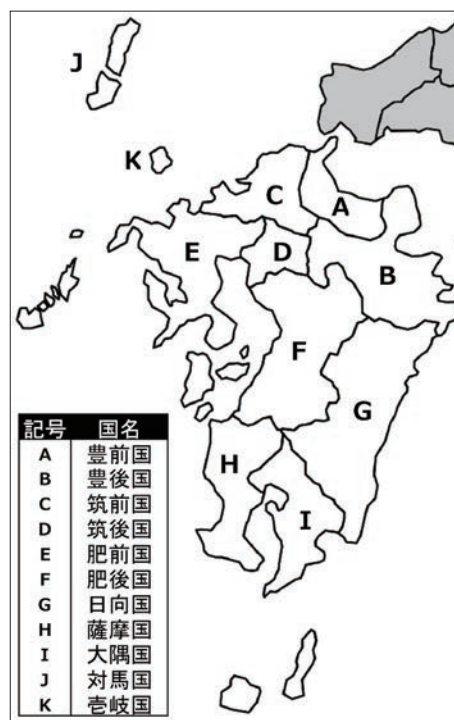 J
K
C
A
E
D
B
F
G
H
I
記号 国名
A 豊前国
B 豊後国
C 筑前国
D 筑後国
E 肥前国
F 肥後国
G 日向国
H 薩摩国
I 大隅国
J 対馬国
K 壱岐国